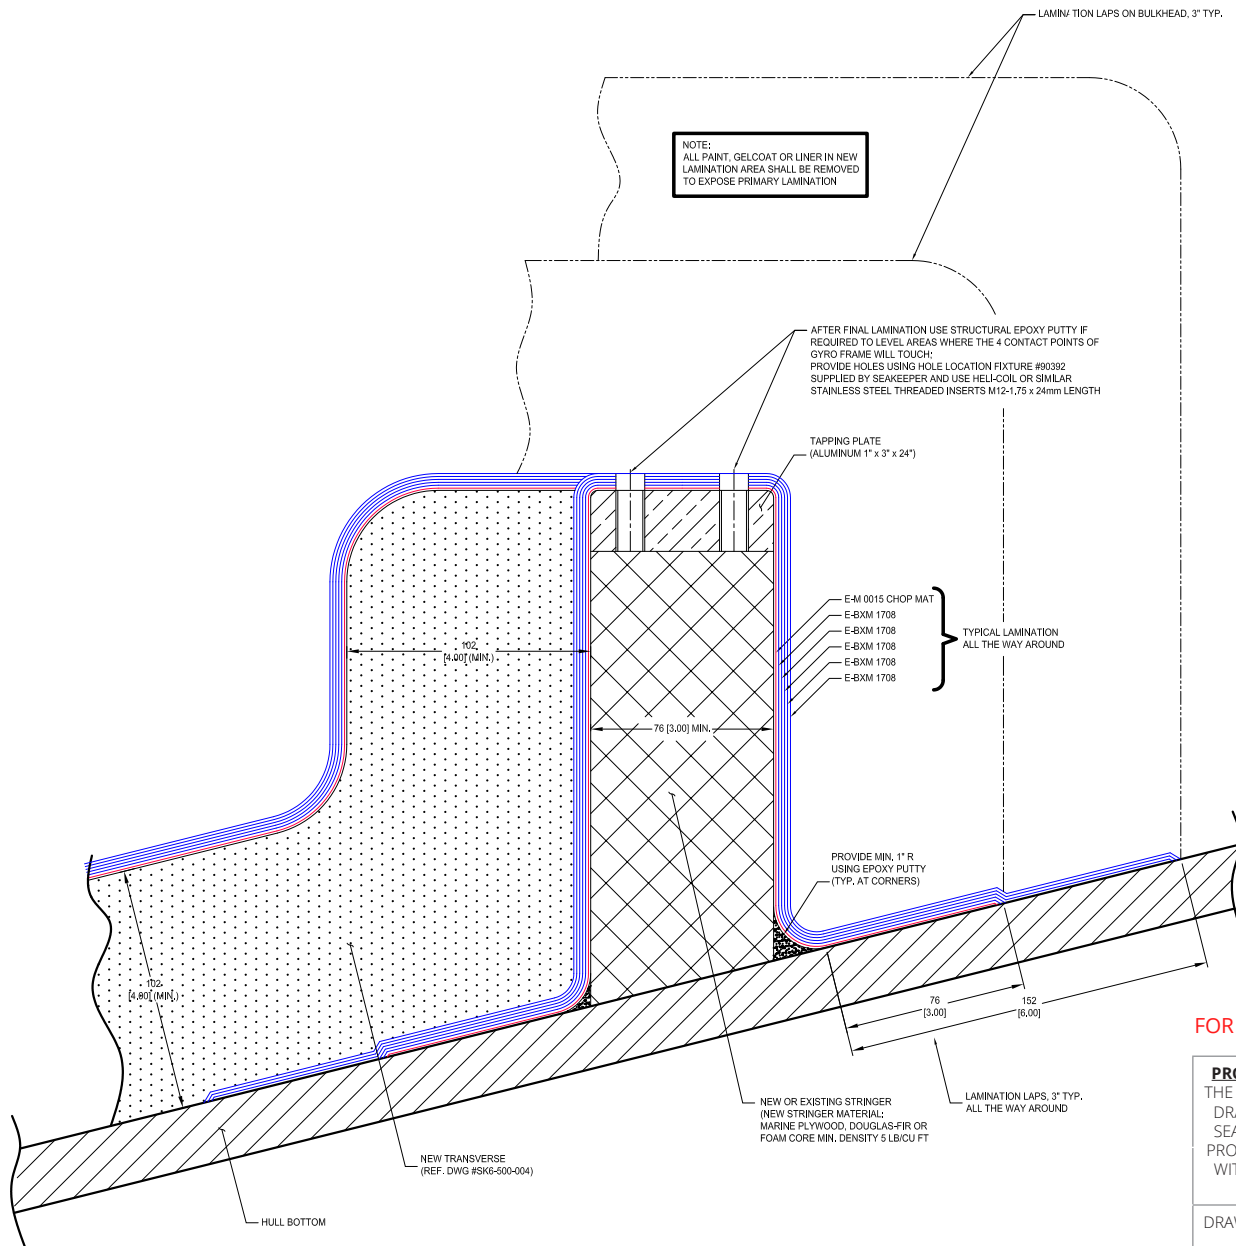 LAMINATION LAPS ON BULKHEAD, 3" TYP.
NOTE:
ALL PAINT, GELCOAT OR LINER IN NEW
LAMINATION AREA SHALL BE REMOVED
TO EXPOSE PRIMARY LAMINATION
AFTER FINAL LAMINATION USE STRUCTURAL EPOXY PUTTY IF
REQUIRED TO LEVEL AREAS WHERE THE 4 CONTACT POINTS OF
GYRO FRAME WILL TOUCH;
PROVIDE HOLES USING HOLE LOCATION FIXTURE #90392
SUPPLIED BY SEAKEEPER AND USE HELI-COIL OR SIMILAR
STAINLESS STEEL THREADED INSERTS M12-1.75 x 24mm LENGTH
TAPPING PLATE
(ALUMINUM 1" x 3" x 24")
E-M 0015 CHOP MAT
E-BXM 1708
E-BXM 1708
E-BXM 1708
E-BXM 1708
E-BXM 1708
TYPICAL LAMINATION
ALL THE WAY AROUND
102
[4.00] (MIN.)
76 [3.00] MIN.
PROVIDE MIN. 1" R
USING EPOXY PUTTY
(TYP. AT CORNERS)
102
[4.00] (MIN.)
76
[3.00]
152
[6.00]
LAMINATION LAPS, 3" TYP.
ALL THE WAY AROUND
NEW OR EXISTING STRINGER
(NEW STRINGER MATERIAL:
MARINE PLYWOOD, DOUGLAS-FIR OR
FOAM CORE MIN. DENSITY 5 LB/CU FT
NEW TRANSVERSE
(REF. DWG #SK6-500-004)
HULL BOTTOM
FOR
PRO
THE
DRA
SEA
PRO
WIT
DRAW